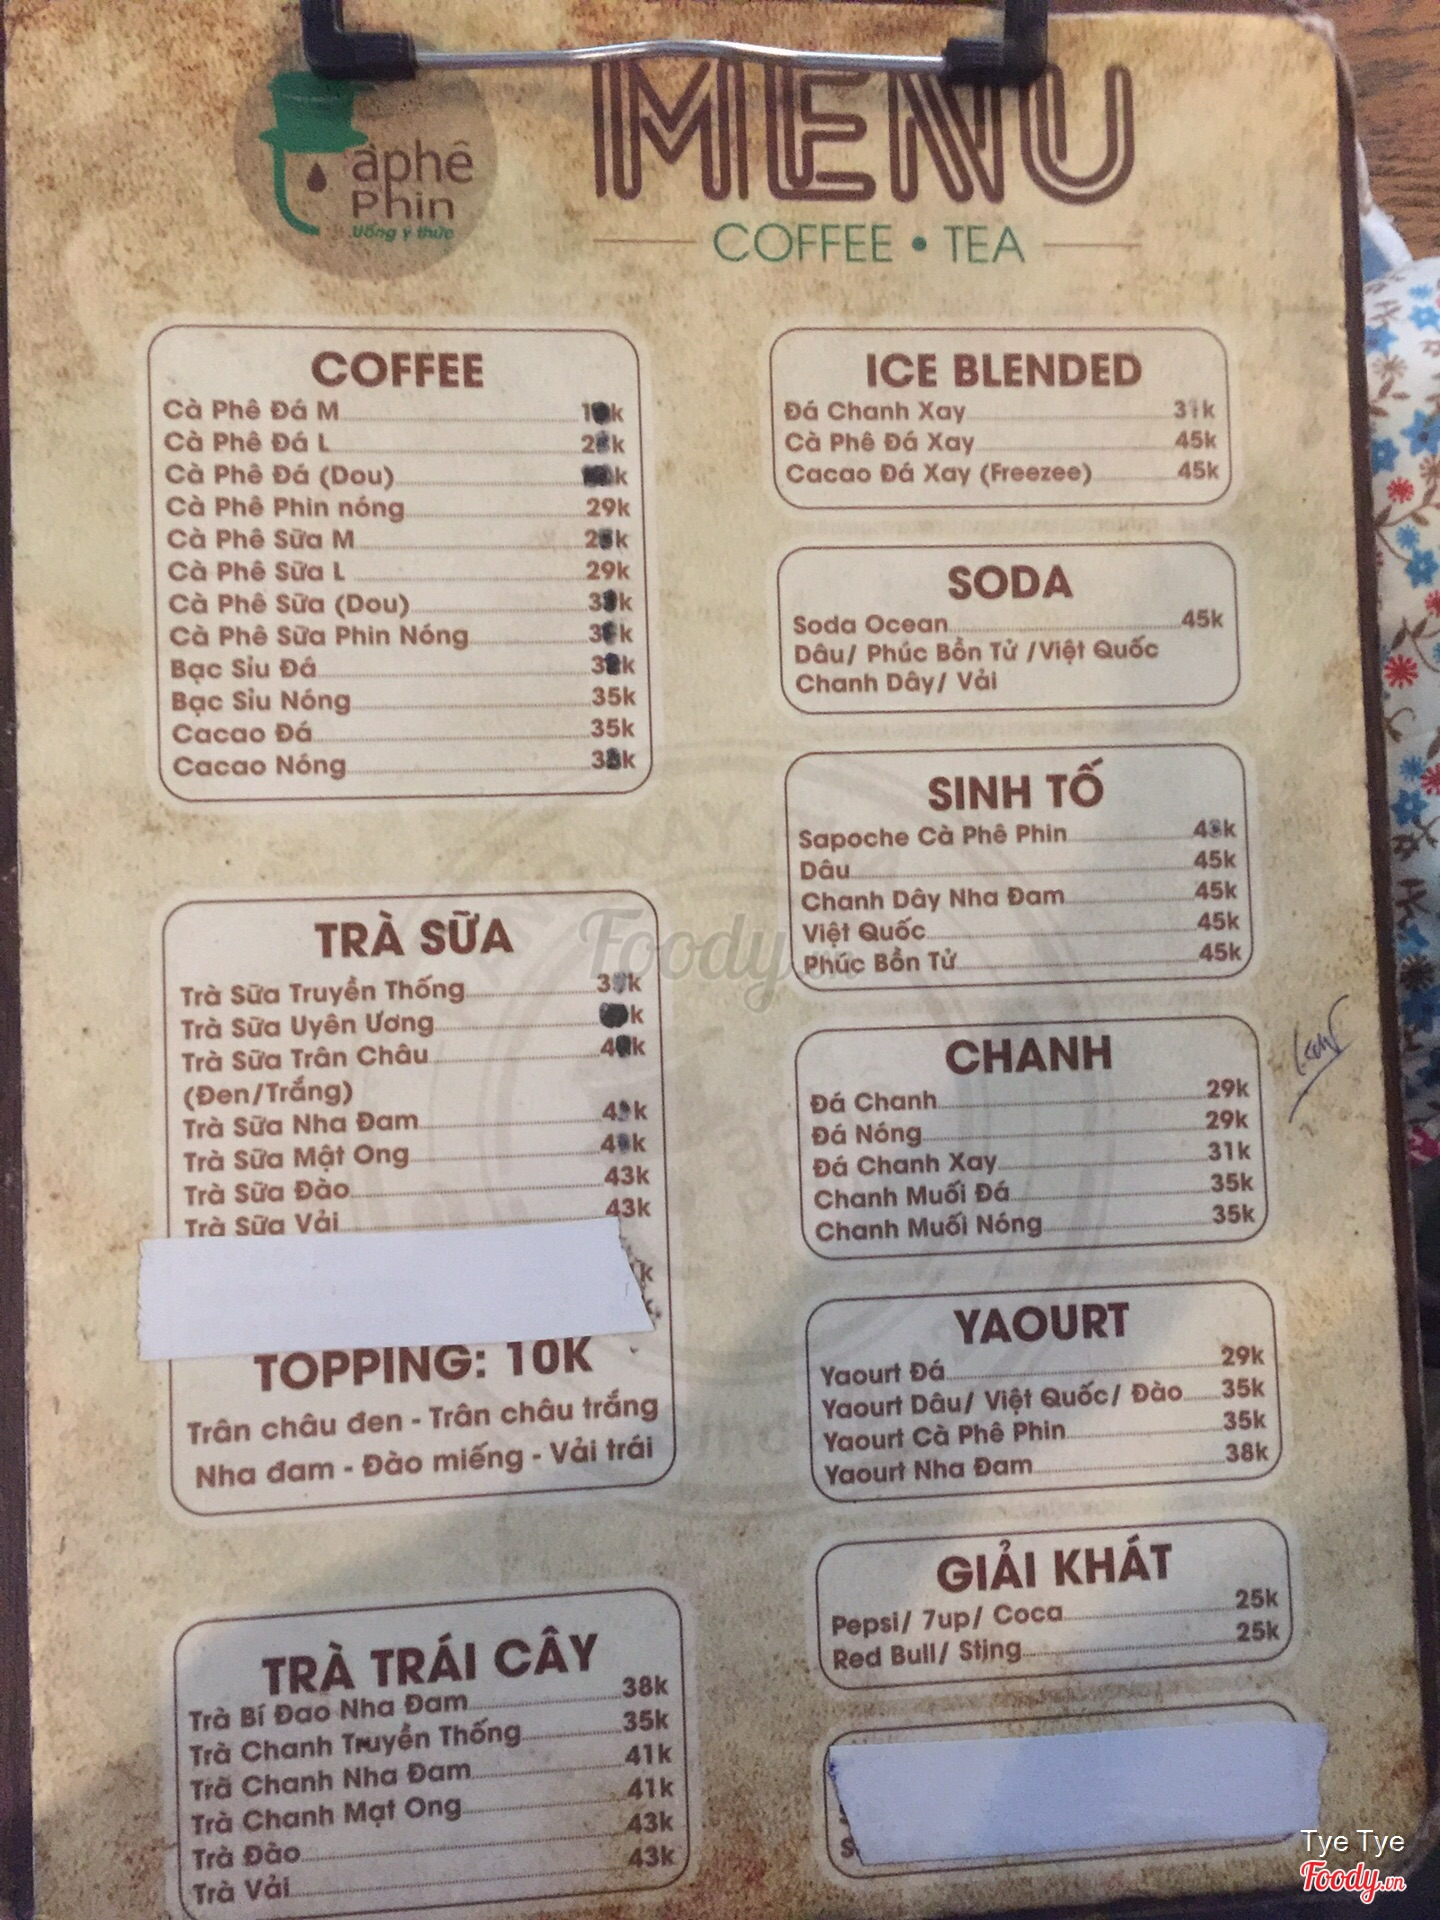 àphê
Phin
Uống ý thức
MENU
COFFEE • TEA
COFFEE
Cà Phê Đá M
Cà Phê Đá L
Cà Phê Đá (Dou)
Cà Phê Phin nóng 29k
Cà Phê Sữa M
Cà Phê Sữa L 29k
Cà Phê Sữa (Dou)
Cà Phê Sữa Phin Nóng
Bạc Sỉu Đá
Bạc Sỉu Nóng 35k
Cacao Đá 35k
Cacao Nóng
TRÀ SỮA
Trà Sữa Truyền Thống
Trà Sữa Uyên Ương
Trà Sữa Trân Châu
(Đen/Trắng)
Trà Sữa Nha Đam
Trà Sữa Mật Ong
Trà Sữa Đào 43k
Trà Sữa Vải 43k
TOPPING: 10K
Trân châu đen - Trân châu trắng
Nha đam - Đào miếng - Vải trái
TRÀ TRÁI CÂY
Trà Bí Đao Nha Đam 38k
Trà Chanh Truyền Thống 35k
Trà Chanh Nha Đam 41k
Trà Chanh Mạt Ong 41k
Trà Đào 43k
Trà Vải 43k
ICE BLENDED
Đá Chanh Xay 31k
Cà Phê Đá Xay 45k
Cacao Đá Xay (Freezee) 45k
SODA
Soda Ocean 45k
Dâu/ Phúc Bồn Tử /Việt Quốc
Chanh Dây/ Vải
SINH TỐ
Sapoche Cà Phê Phin
Dâu 45k
Chanh Dây Nha Đam 45k
Việt Quốc 45k
Phúc Bồn Tử 45k
CHANH
Đá Chanh 29k
Đá Nóng 29k
Đá Chanh Xay 31k
Chanh Muối Đá 35k
Chanh Muối Nóng 35k
YAOURT
Yaourt Đá 29k
Yaourt Dâu/ Việt Quốc/ Đào 35k
Yaourt Cà Phê Phin 35k
Yaourt Nha Đam 38k
GIẢI KHÁT
Pepsi/ 7up/ Coca 25k
Red Bull/ Sting 25k
Foody.vn
Tye Tye
Foody.vn